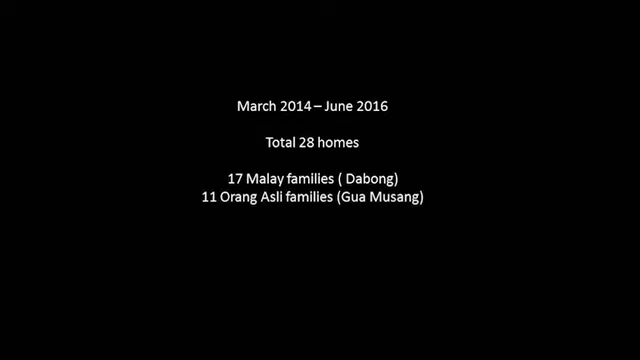 March 2014 – June 2016
Total 28 homes
17 Malay families ( Dabong)
11 Orang Asli families (Gua Musang)